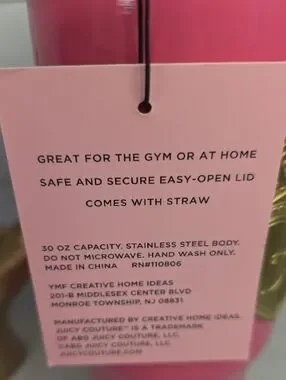 GREAT FOR THE GYM OR AT HOME
SAFE AND SECURE EASY-OPEN LID
COMES WITH STRAW
30 OZ CAPACITY. STAINLESS STEEL BODY.
DO NOT MICROWAVE. HAND WASH ONLY.
MADE IN CHINA RN#110806
YMF CREATIVE HOME IDEAS
201-B MIDDLESEX CENTER BLVD
MONROE TOWNSHIP, NJ 08831
MANUFACTURED BY CREATIVE HOME IDEAS.
JUICY COUTURE™ IS A TRADEMARK
OF ABG JUICY COUTURE, LLC.
©ABG JUICY COUTURE, LLC
JUICYCOUTURE.COM